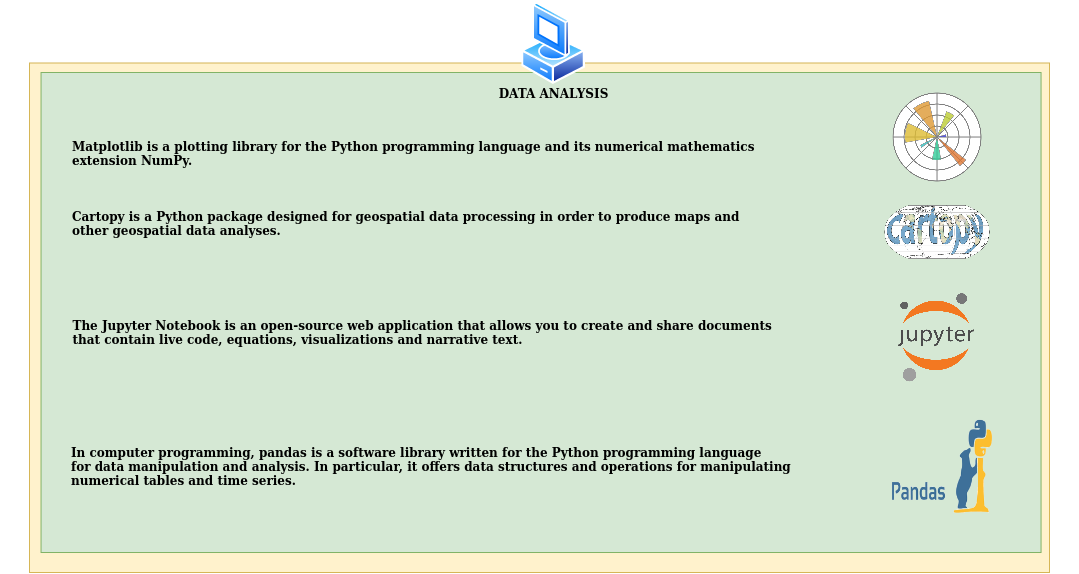 DATA ANALYSIS
Matplotlib is a plotting library for the Python programming language and its numerical mathematics
extension NumPy.
Cartopy is a Python package designed for geospatial data processing in order to produce maps and
other geospatial data analyses.
cartopy
The Jupyter Notebook is an open-source web application that allows you to create and share documents
that contain live code, equations, visualizations and narrative text.
jupyter
In computer programming, pandas is a software library written for the Python programming language
for data manipulation and analysis. In particular, it offers data structures and operations for manipulating
numerical tables and time series.
Pandas